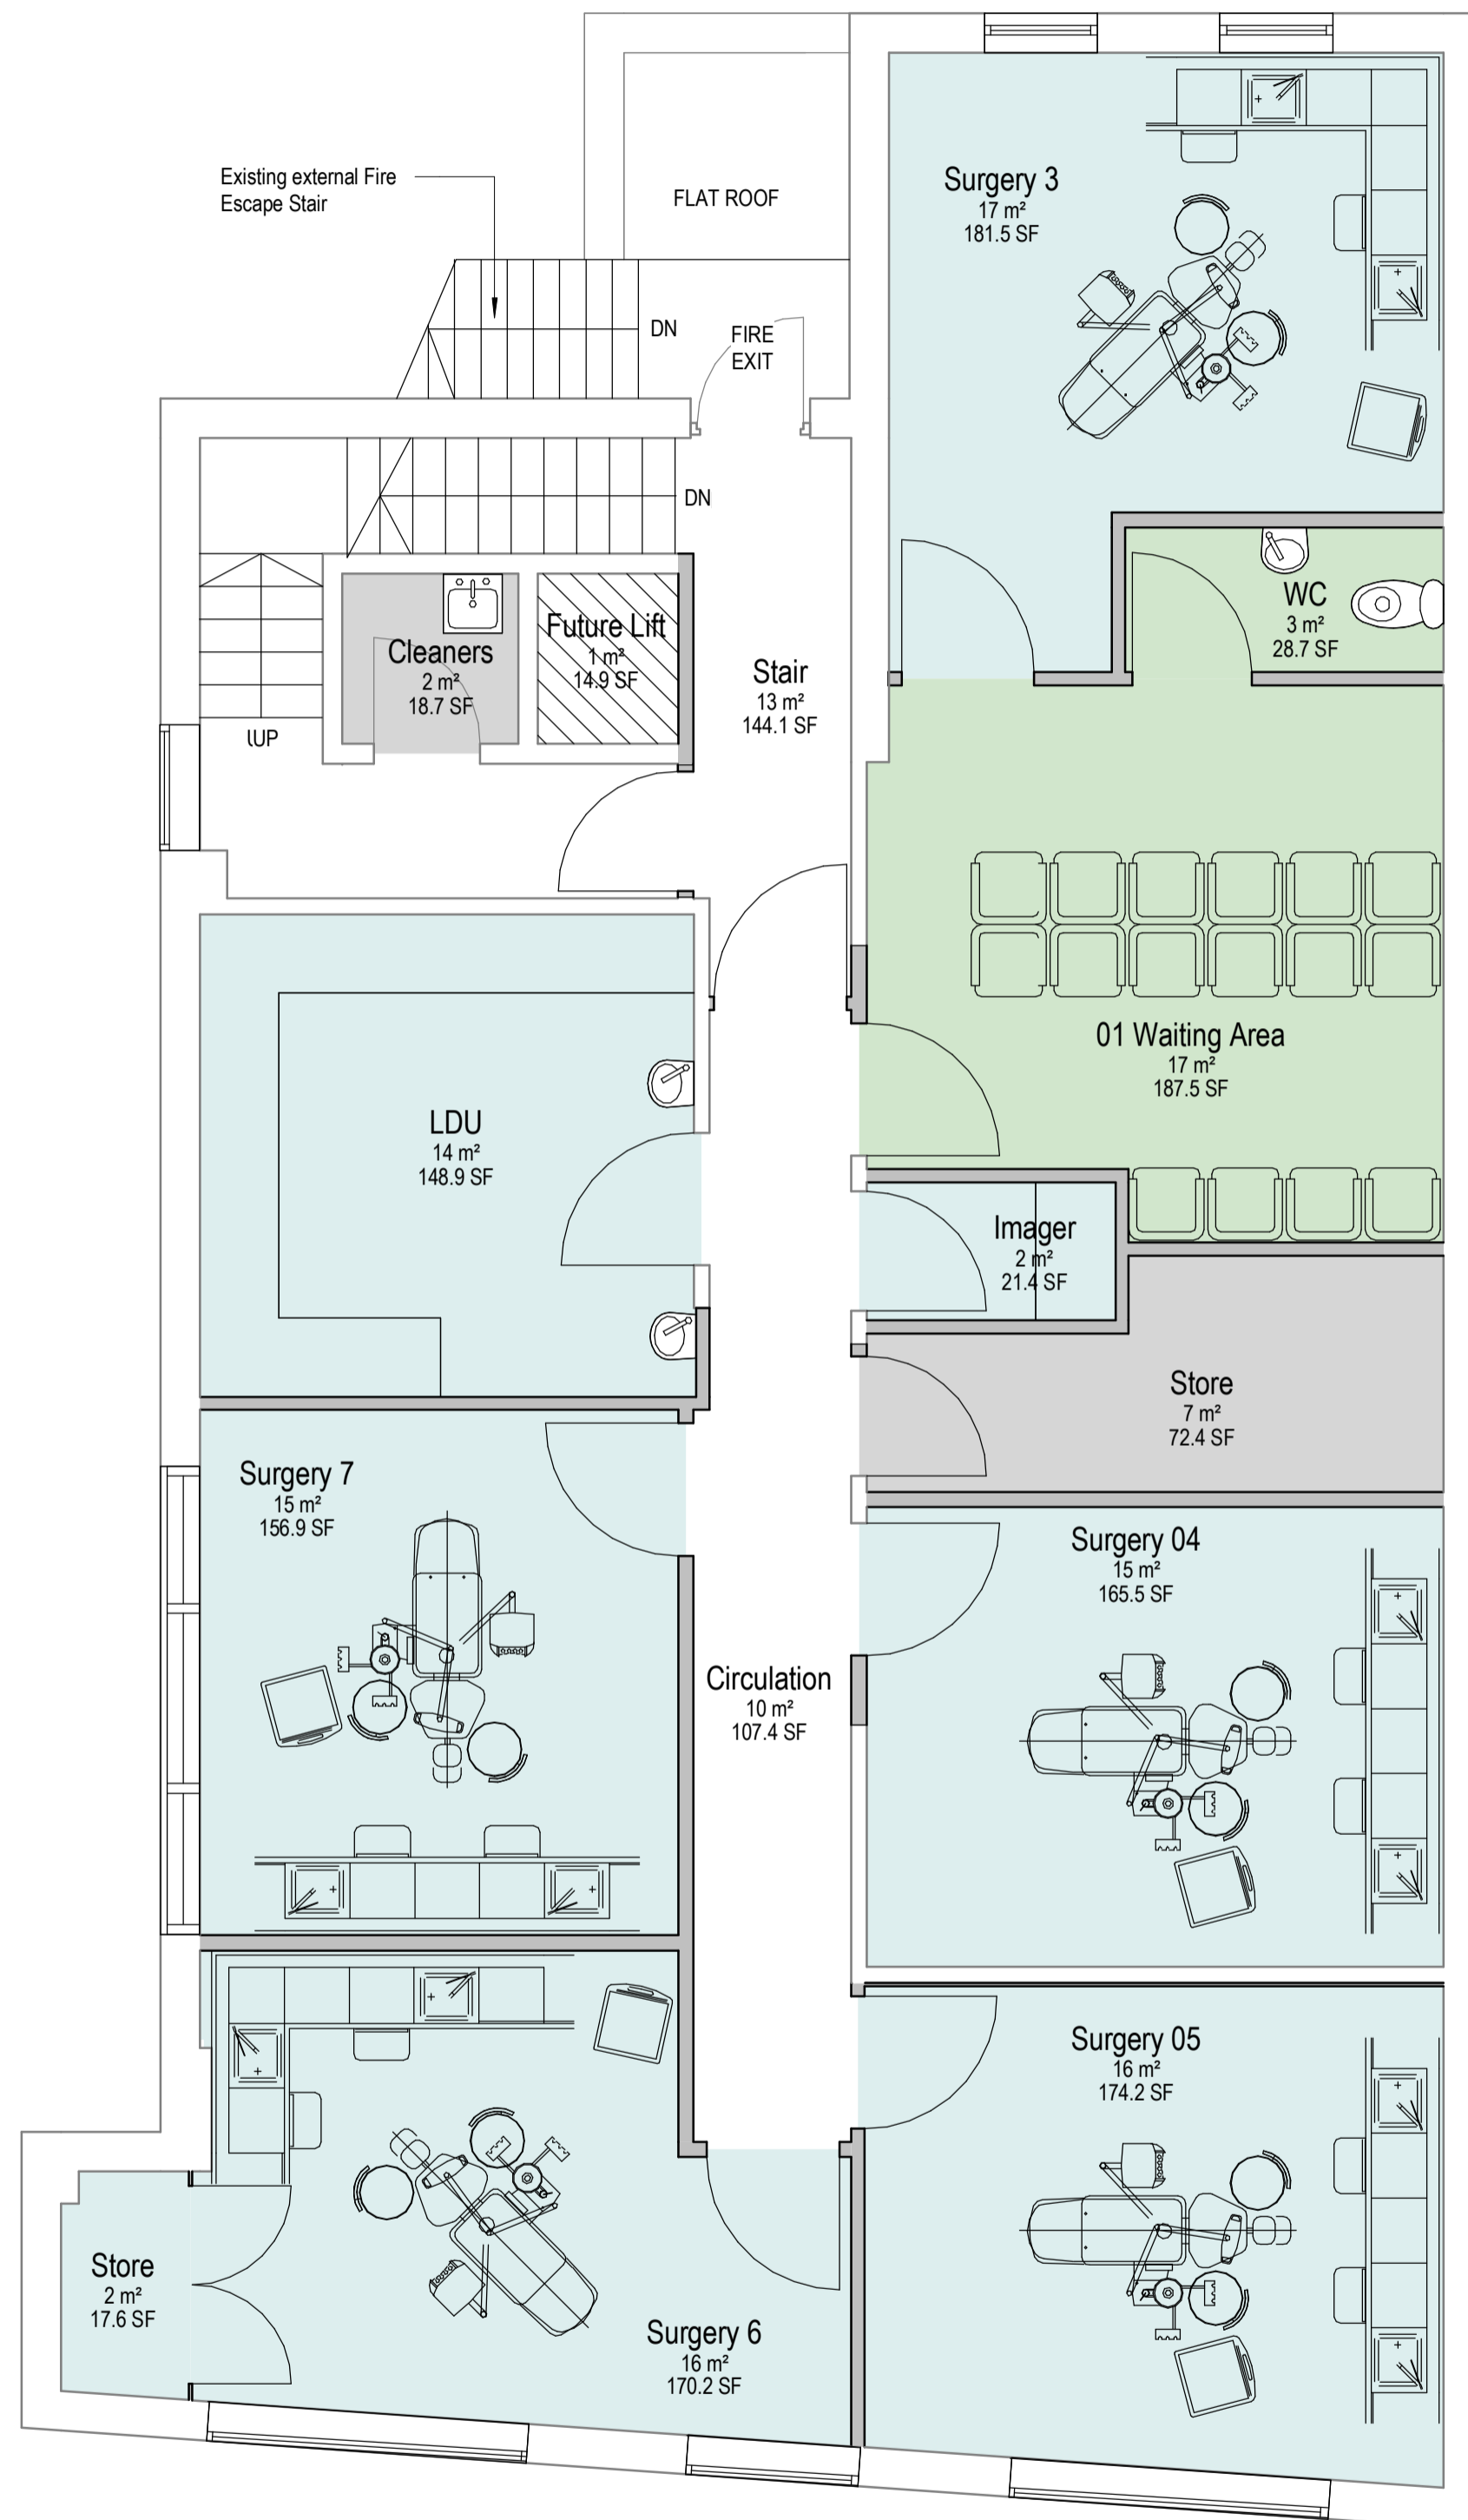 Existing external Fire
Escape Stair
FLAT ROOF
Surgery 3
17 m²
181.5 SF
DN
FIRE
EXIT
DN
WC
3 m²
28.7 SF
Cleaners
2 m²
18.7 SF
Future Lift
1 m²
14.9 SF
Stair
13 m²
144.1 SF
UP
01 Waiting Area
17 m²
187.5 SF
LDU
14 m²
148.9 SF
Imager
2 m²
21.4 SF
Store
7 m²
72.4 SF
Surgery 7
15 m²
156.9 SF
Surgery 04
15 m²
165.5 SF
Circulation
10 m²
107.4 SF
Surgery 05
16 m²
174.2 SF
Store
2 m²
17.6 SF
Surgery 6
16 m²
170.2 SF